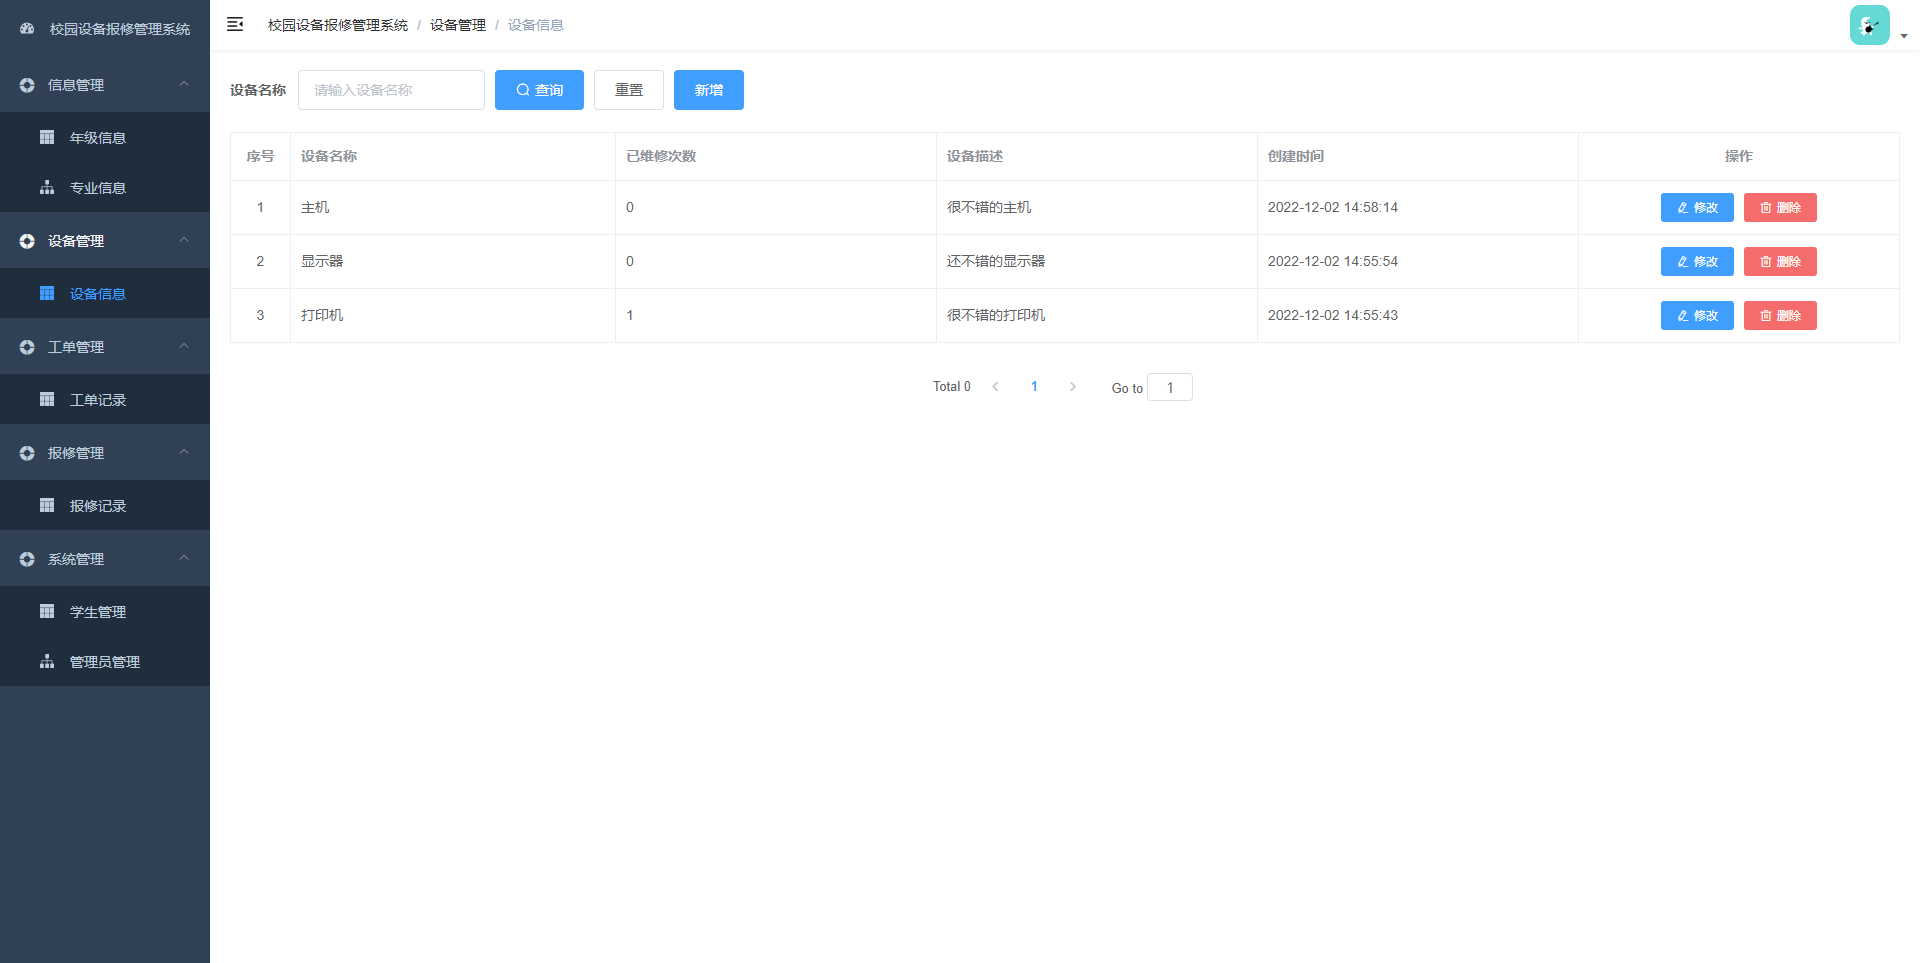 校园设备报修管理系统
信息管理
年级信息
专业信息
设备管理
设备信息
工单管理
工单记录
报修管理
报修记录
系统管理
学生管理
管理员管理
校园设备报修管理系统 / 设备管理 / 设备信息
设备名称 请输入设备名称 查询 重置 新增
序号 设备名称 已维修次数 设备描述 创建时间 操作
1 主机 0 很不错的主机 2022-12-02 14:58:14 修改 删除
2 显示器 0 还不错的显示器 2022-12-02 14:55:54 修改 删除
3 打印机 1 很不错的打印机 2022-12-02 14:55:43 修改 删除
Total 0 1 Go to 1